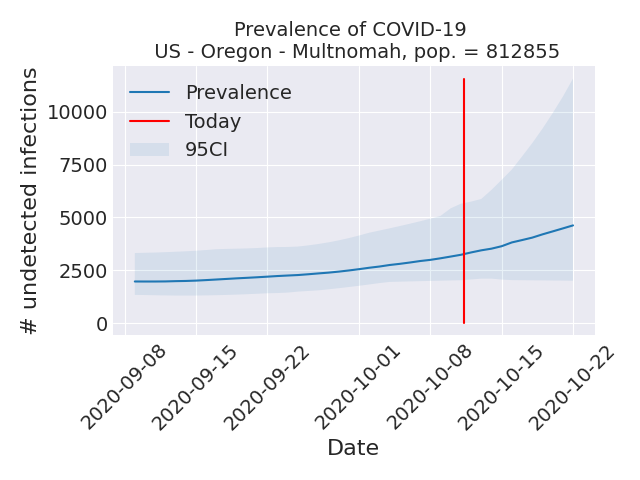 Prevalence of COVID-19
US - Oregon - Multnomah, pop. = 812855
# undetected infections
10000
7500
5000
2500
0
Prevalence
Today
95CI
2020-09-08
2020-09-15
2020-09-22
2020-10-01
2020-10-08
2020-10-15
2020-10-22
Date